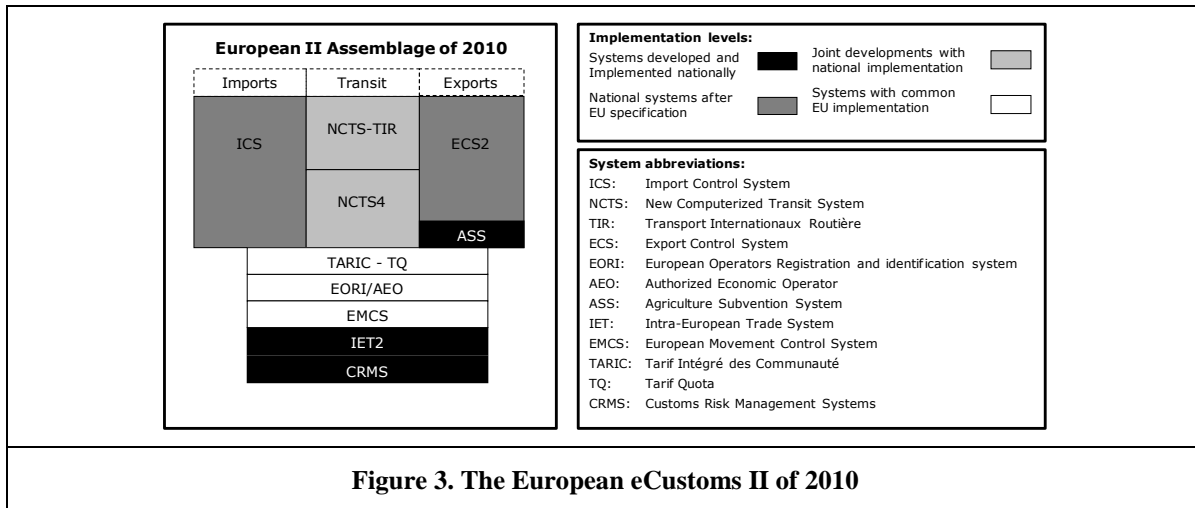 European II Assemblage of 2010
Imports Transit Exports
ICS
NCTS-TIR
ECS2
NCTS4
ASS
TARIC - TQ
EORI/AEO
EMCS
IET2
CRMS
Implementation levels:
Systems developed and
Implemented nationally
Joint developments with
national implementation
National systems after
EU specification
Systems with common
EU implementation
System abbreviations:
ICS: Import Control System
NCTS: New Computerized Transit System
TIR: Transport Internationaux Routière
ECS: Export Control System
EORI: European Operators Registration and identification system
AEO: Authorized Economic Operator
ASS: Agriculture Subvention System
IET: Intra-European Trade System
EMCS: European Movement Control System
TARIC: Tarif Intégré des Communauté
TQ: Tarif Quota
CRMS: Customs Risk Management Systems
Figure 3. The European eCustoms II of 2010